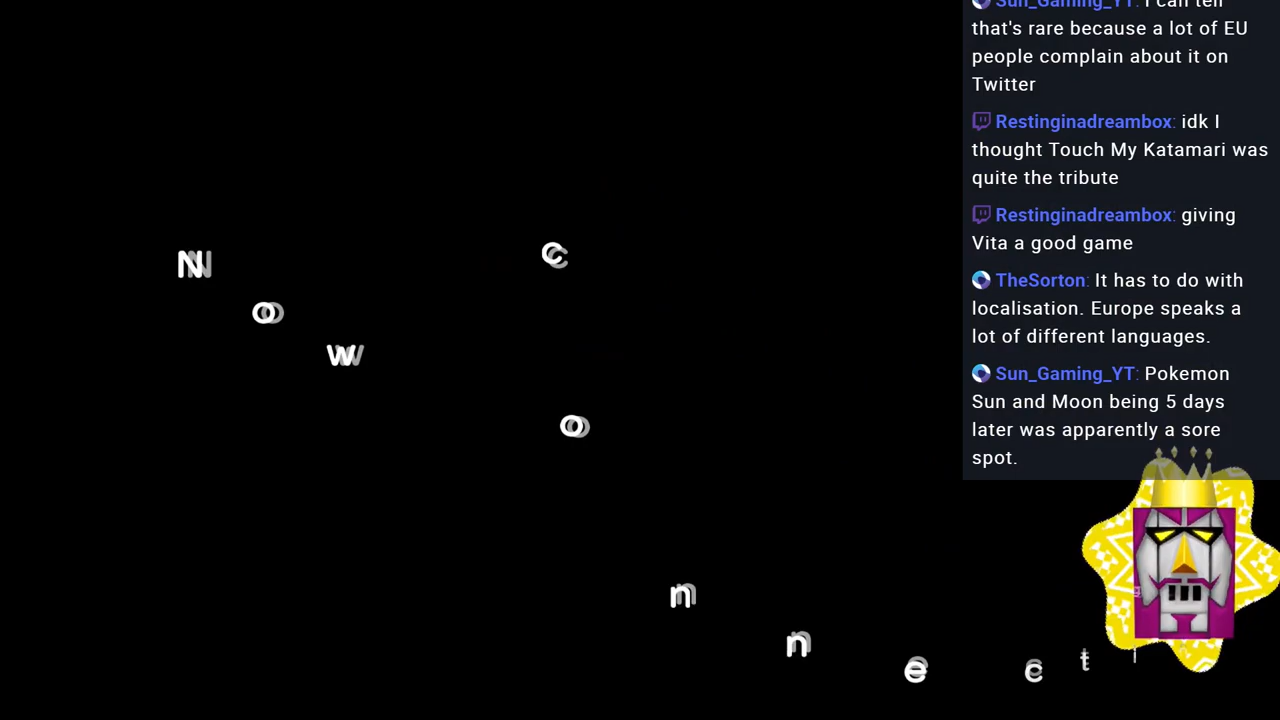 Now Connecti
Sun_Gaming_YT: I can tell
that's rare because a lot of EU
people complain about it on
Twitter
Restinginadreambox: idk I
thought Touch My Katamari was
quite the tribute
Restinginadreambox: giving
Vita a good game
TheSorton: It has to do with
localisation. Europe speaks a
lot of different languages.
Sun_Gaming_YT: Pokemon
Sun and Moon being 5 days
later was apparently a sore
spot.